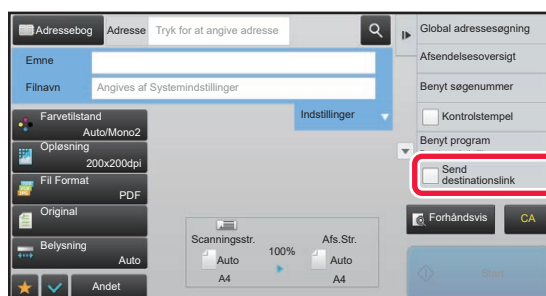 Adressebog
Adresse
Tryk for at angive adresse
Emne
Filnavn
Angives af Systemindstillinger
Indstillinger
Farvetilstand
Auto/Mono2
Opløsning
200x200dpi
Fil Format
PDF
Original
Belysning
Auto
Andet
Scanningsstr.
Auto
A4
100%
Afs.Str.
Auto
A4
Global adressesøgning
Afsendelsesoversigt
Benyt søgenummer
Kontrolstempel
Benyt program
Send
destinationslink
Forhåndsvis
CA
Start